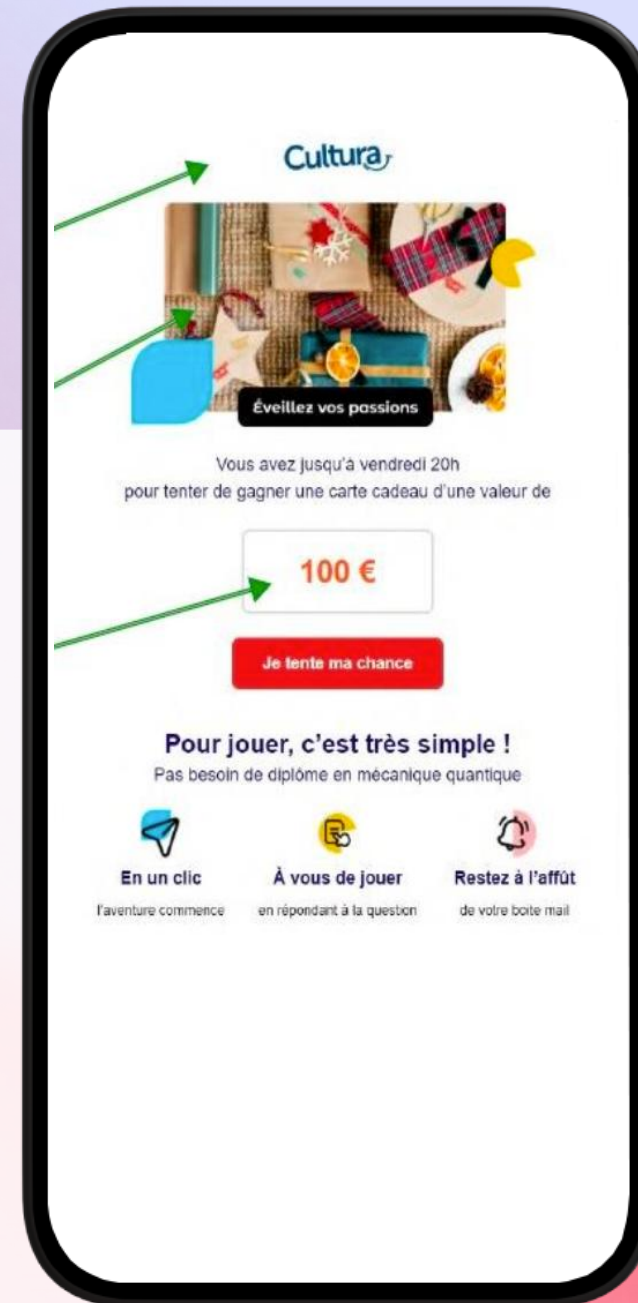 Cultura
Éveillez vos passions
Vous avez jusqu'à vendredi 20h
pour tenter de gagner une carte cadeau d'une valeur de
100 €
Je tente ma chance
Pour jouer, c'est très simple !
Pas besoin de diplôme en mécanique quantique
En un clic
l'aventure commence
À vous de jouer
en répondant à la question
Restez à l'affût
de votre boite mail